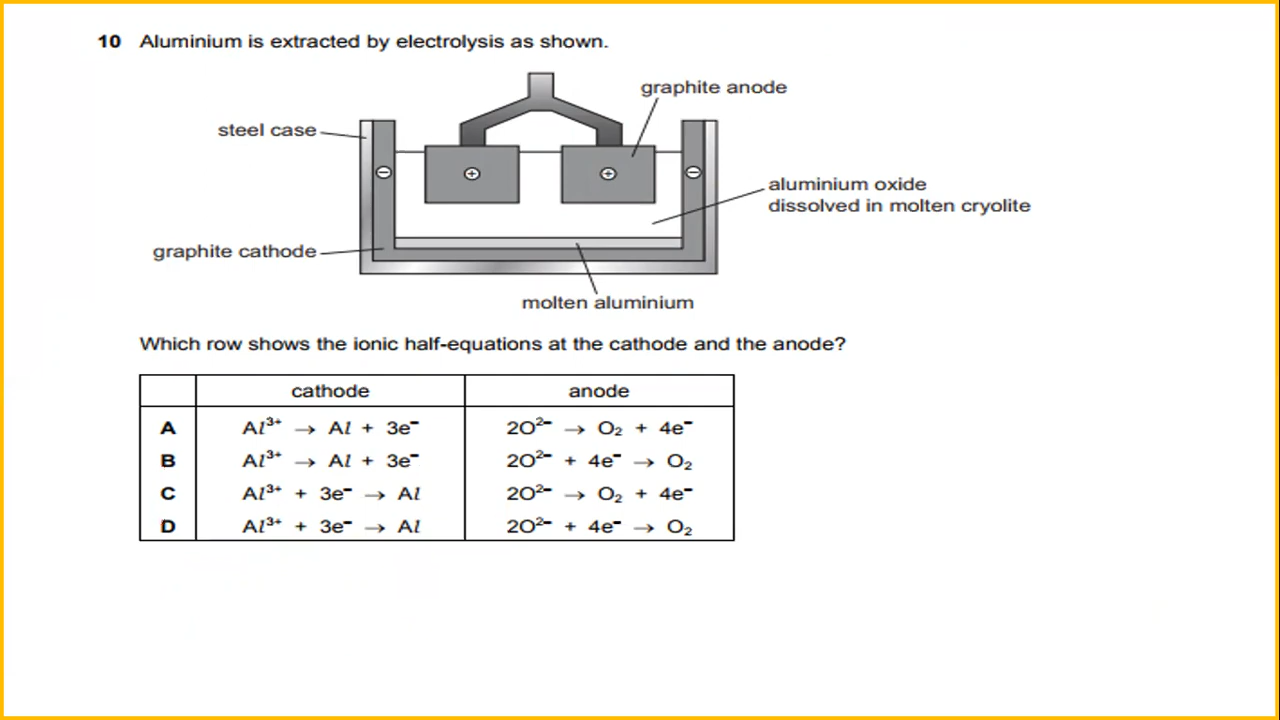 10 Aluminium is extracted by electrolysis as shown.
graphite anode
steel case
aluminium oxide
dissolved in molten cryolite
graphite cathode
molten aluminium
Which row shows the ionic half-equations at the cathode and the anode?
cathode anode
A Al³⁺ → Al + 3e⁻ 2O²⁻ → O₂ + 4e⁻
B Al³⁺ → Al + 3e⁻ 2O²⁻ + 4e⁻ → O₂
C Al³⁺ + 3e⁻ → Al 2O²⁻ → O₂ + 4e⁻
D Al³⁺ + 3e⁻ → Al 2O²⁻ + 4e⁻ → O₂